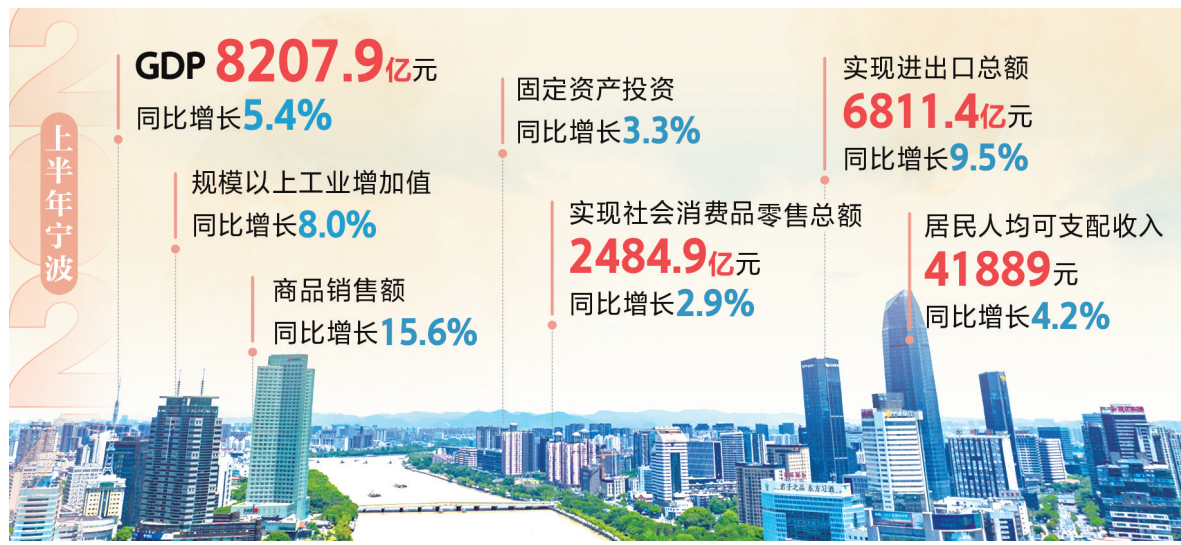 上半年宁波
GDP 8207.9亿元
同比增长5.4%
规模以上工业增加值
同比增长8.0%
商品销售额
同比增长15.6%
固定资产投资
同比增长3.3%
实现社会消费品零售总额
2484.9亿元
同比增长2.9%
实现进出口总额
6811.4亿元
同比增长9.5%
居民人均可支配收入
41889元
同比增长4.2%
东方习酒